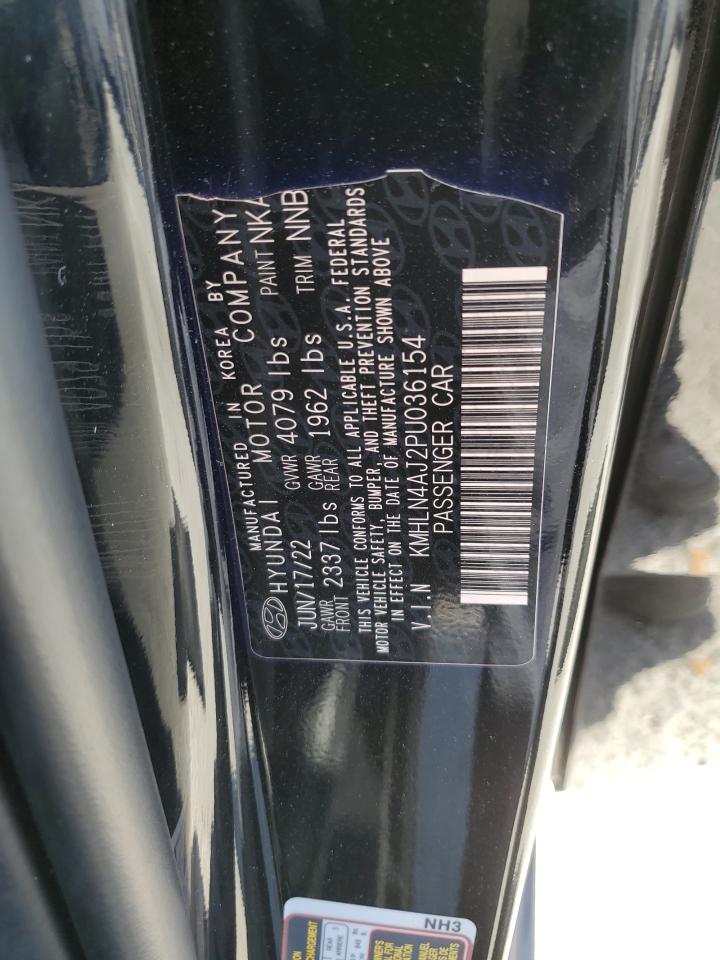 MANUFACTURED IN KOREA BY
HYUNDAI MOTOR COMPANY
JUN/17/22 GVWR 4079 lbs PAINT NKA
GAWR FRONT 2337 lbs GAWR REAR 1962 lbs TRIM NNB
THIS VEHICLE CONFORMS TO ALL APPLICABLE U.S.A. FEDERAL
MOTOR VEHICLE SAFETY, BUMPER, AND THEFT PREVENTION STANDARDS
IN EFFECT ON THE DATE OF MANUFACTURE SHOWN ABOVE
V.I.N KMHLN4AJ2PU036154
PASSENGER CAR
NH3